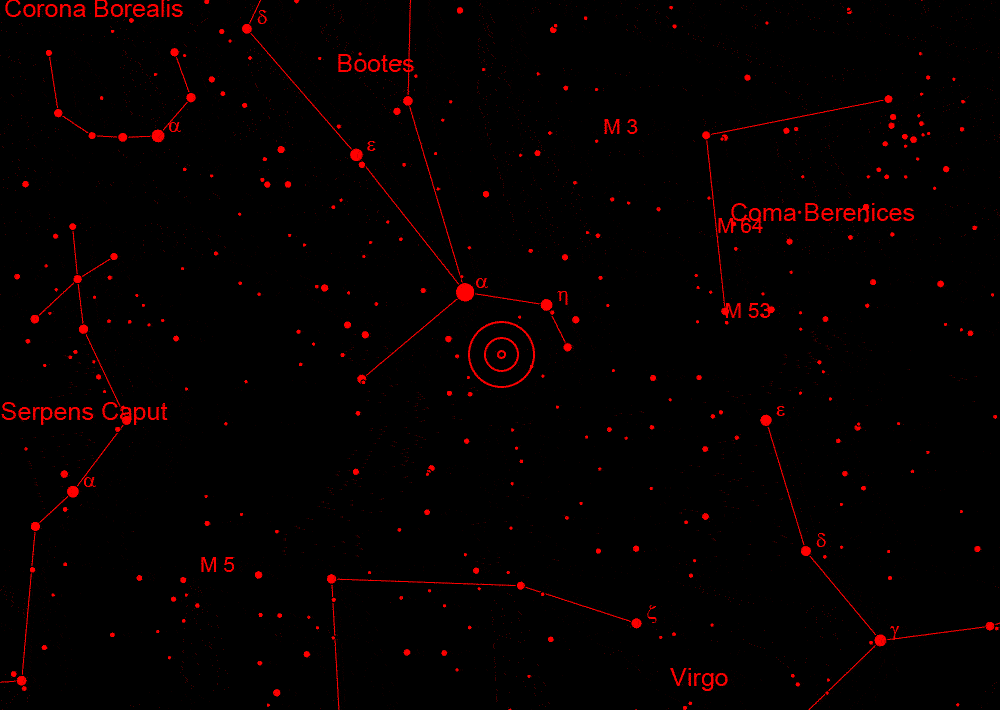 Corona Borealis
δ
Bootes
α
ε
M 3
Coma Berenices
M 64
α
η
M 53
Serpens Caput
ε
α
δ
M 5
ζ
γ
Virgo